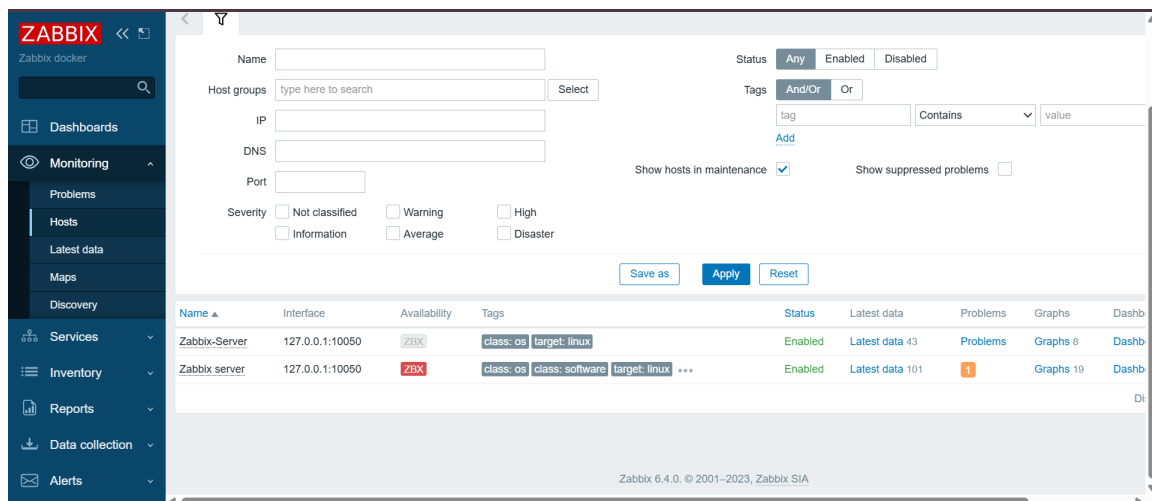 ZABBIX
Zabbix docker
Dashboards
Monitoring
Problems
Hosts
Latest data
Maps
Discovery
Services
Inventory
Reports
Data collection
Alerts
Name
Host groups type here to search Select
IP
DNS
Port
Severity Not classified Warning High
Information Average Disaster
Status Any Enabled Disabled
Tags And/Or Or
tag Contains value
Add
Show hosts in maintenance Show suppressed problems
Save as Apply Reset
Name Interface Availability Tags Status Latest data Problems Graphs Dashb
Zabbix-Server 127.0.0.1:10050 ZBX class: os target: linux Enabled Latest data 43 Problems Graphs 8 Dashb
Zabbix server 127.0.0.1:10050 ZBX class: os class: software target: linux ••• Enabled Latest data 101 1 Graphs 19 Dashb
Di
Zabbix 6.4.0. © 2001–2023, Zabbix SIA